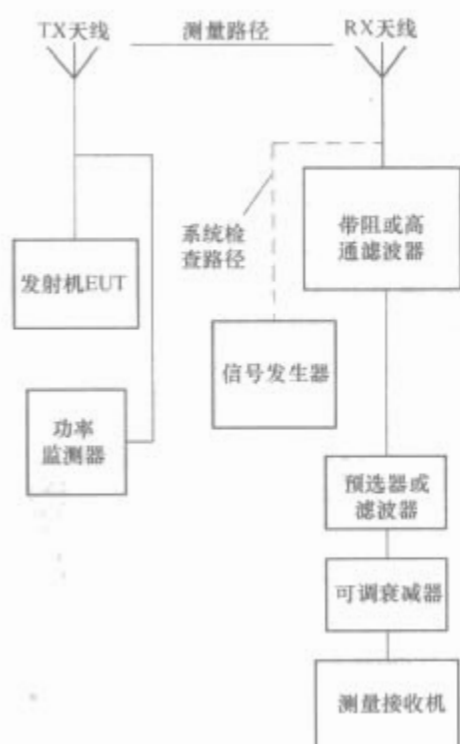 TX天线
测量路径
RX天线
系统检
查路径
带阻或高
通滤波器
发射机EUT
信号发生器
功率
监测器
预选器或
滤波器
可调衰减器
测量接收机